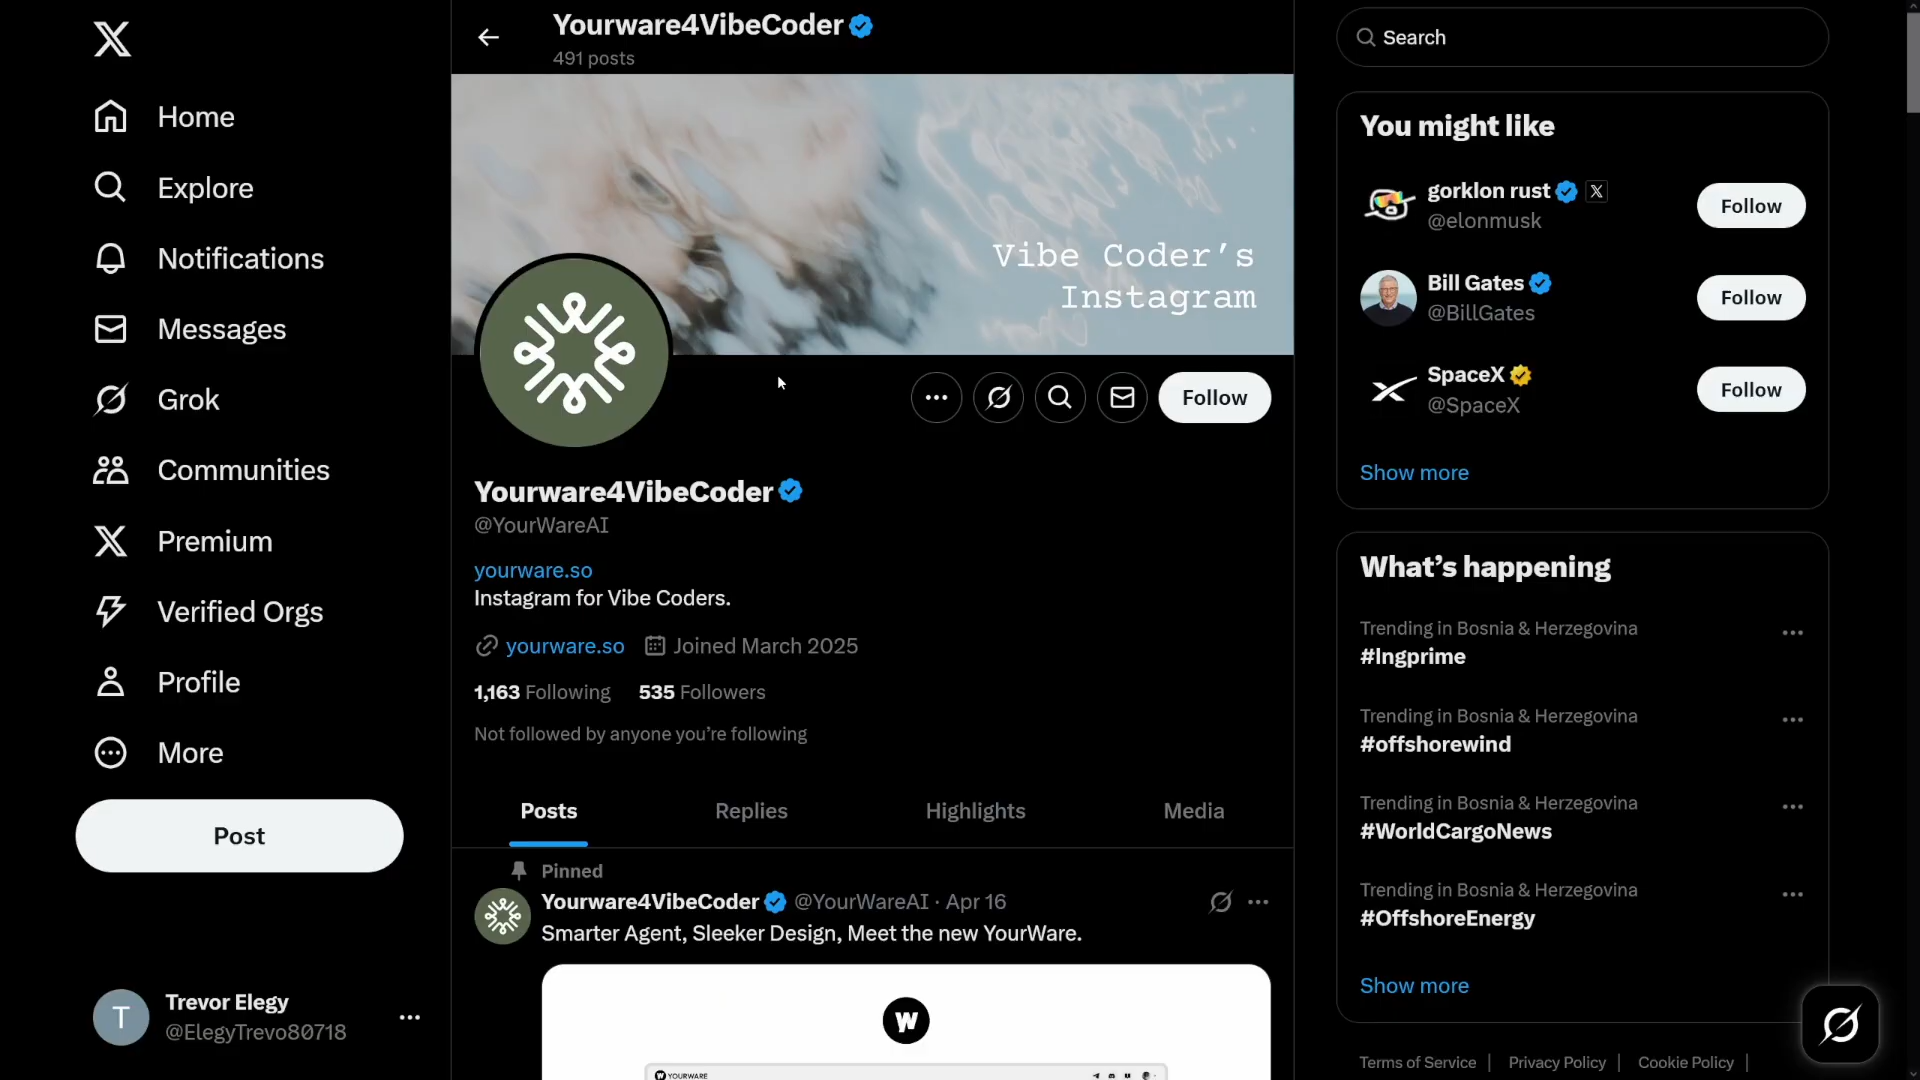 Home
Explore
Notifications
Messages
Grok
Communities
Premium
Verified Orgs
Profile
More
Post
T
Trevor Elegy
@ElegyTrevo80718
Yourware4VibeCoder
491 posts
Vibe Coder's
Instagram
Follow
Yourware4VibeCoder
@YourWareAI
yourware.so
Instagram for Vibe Coders.
yourware.so Joined March 2025
1,163 Following 535 Followers
Not followed by anyone you're following
Posts Replies Highlights Media
Pinned
Yourware4VibeCoder @YourWareAI · Apr 16
Smarter Agent, Sleeker Design, Meet the new YourWare.
W
YOURWARE
Search
You might like
gorklon rust
@elonmusk
Follow
Bill Gates
@BillGates
Follow
SpaceX
@SpaceX
Follow
Show more
What's happening
Trending in Bosnia & Herzegovina
#lngprime
Trending in Bosnia & Herzegovina
#offshorewind
Trending in Bosnia & Herzegovina
#WorldCargoNews
Trending in Bosnia & Herzegovina
#OffshoreEnergy
Show more
Terms of Service | Privacy Policy | Cookie Policy |